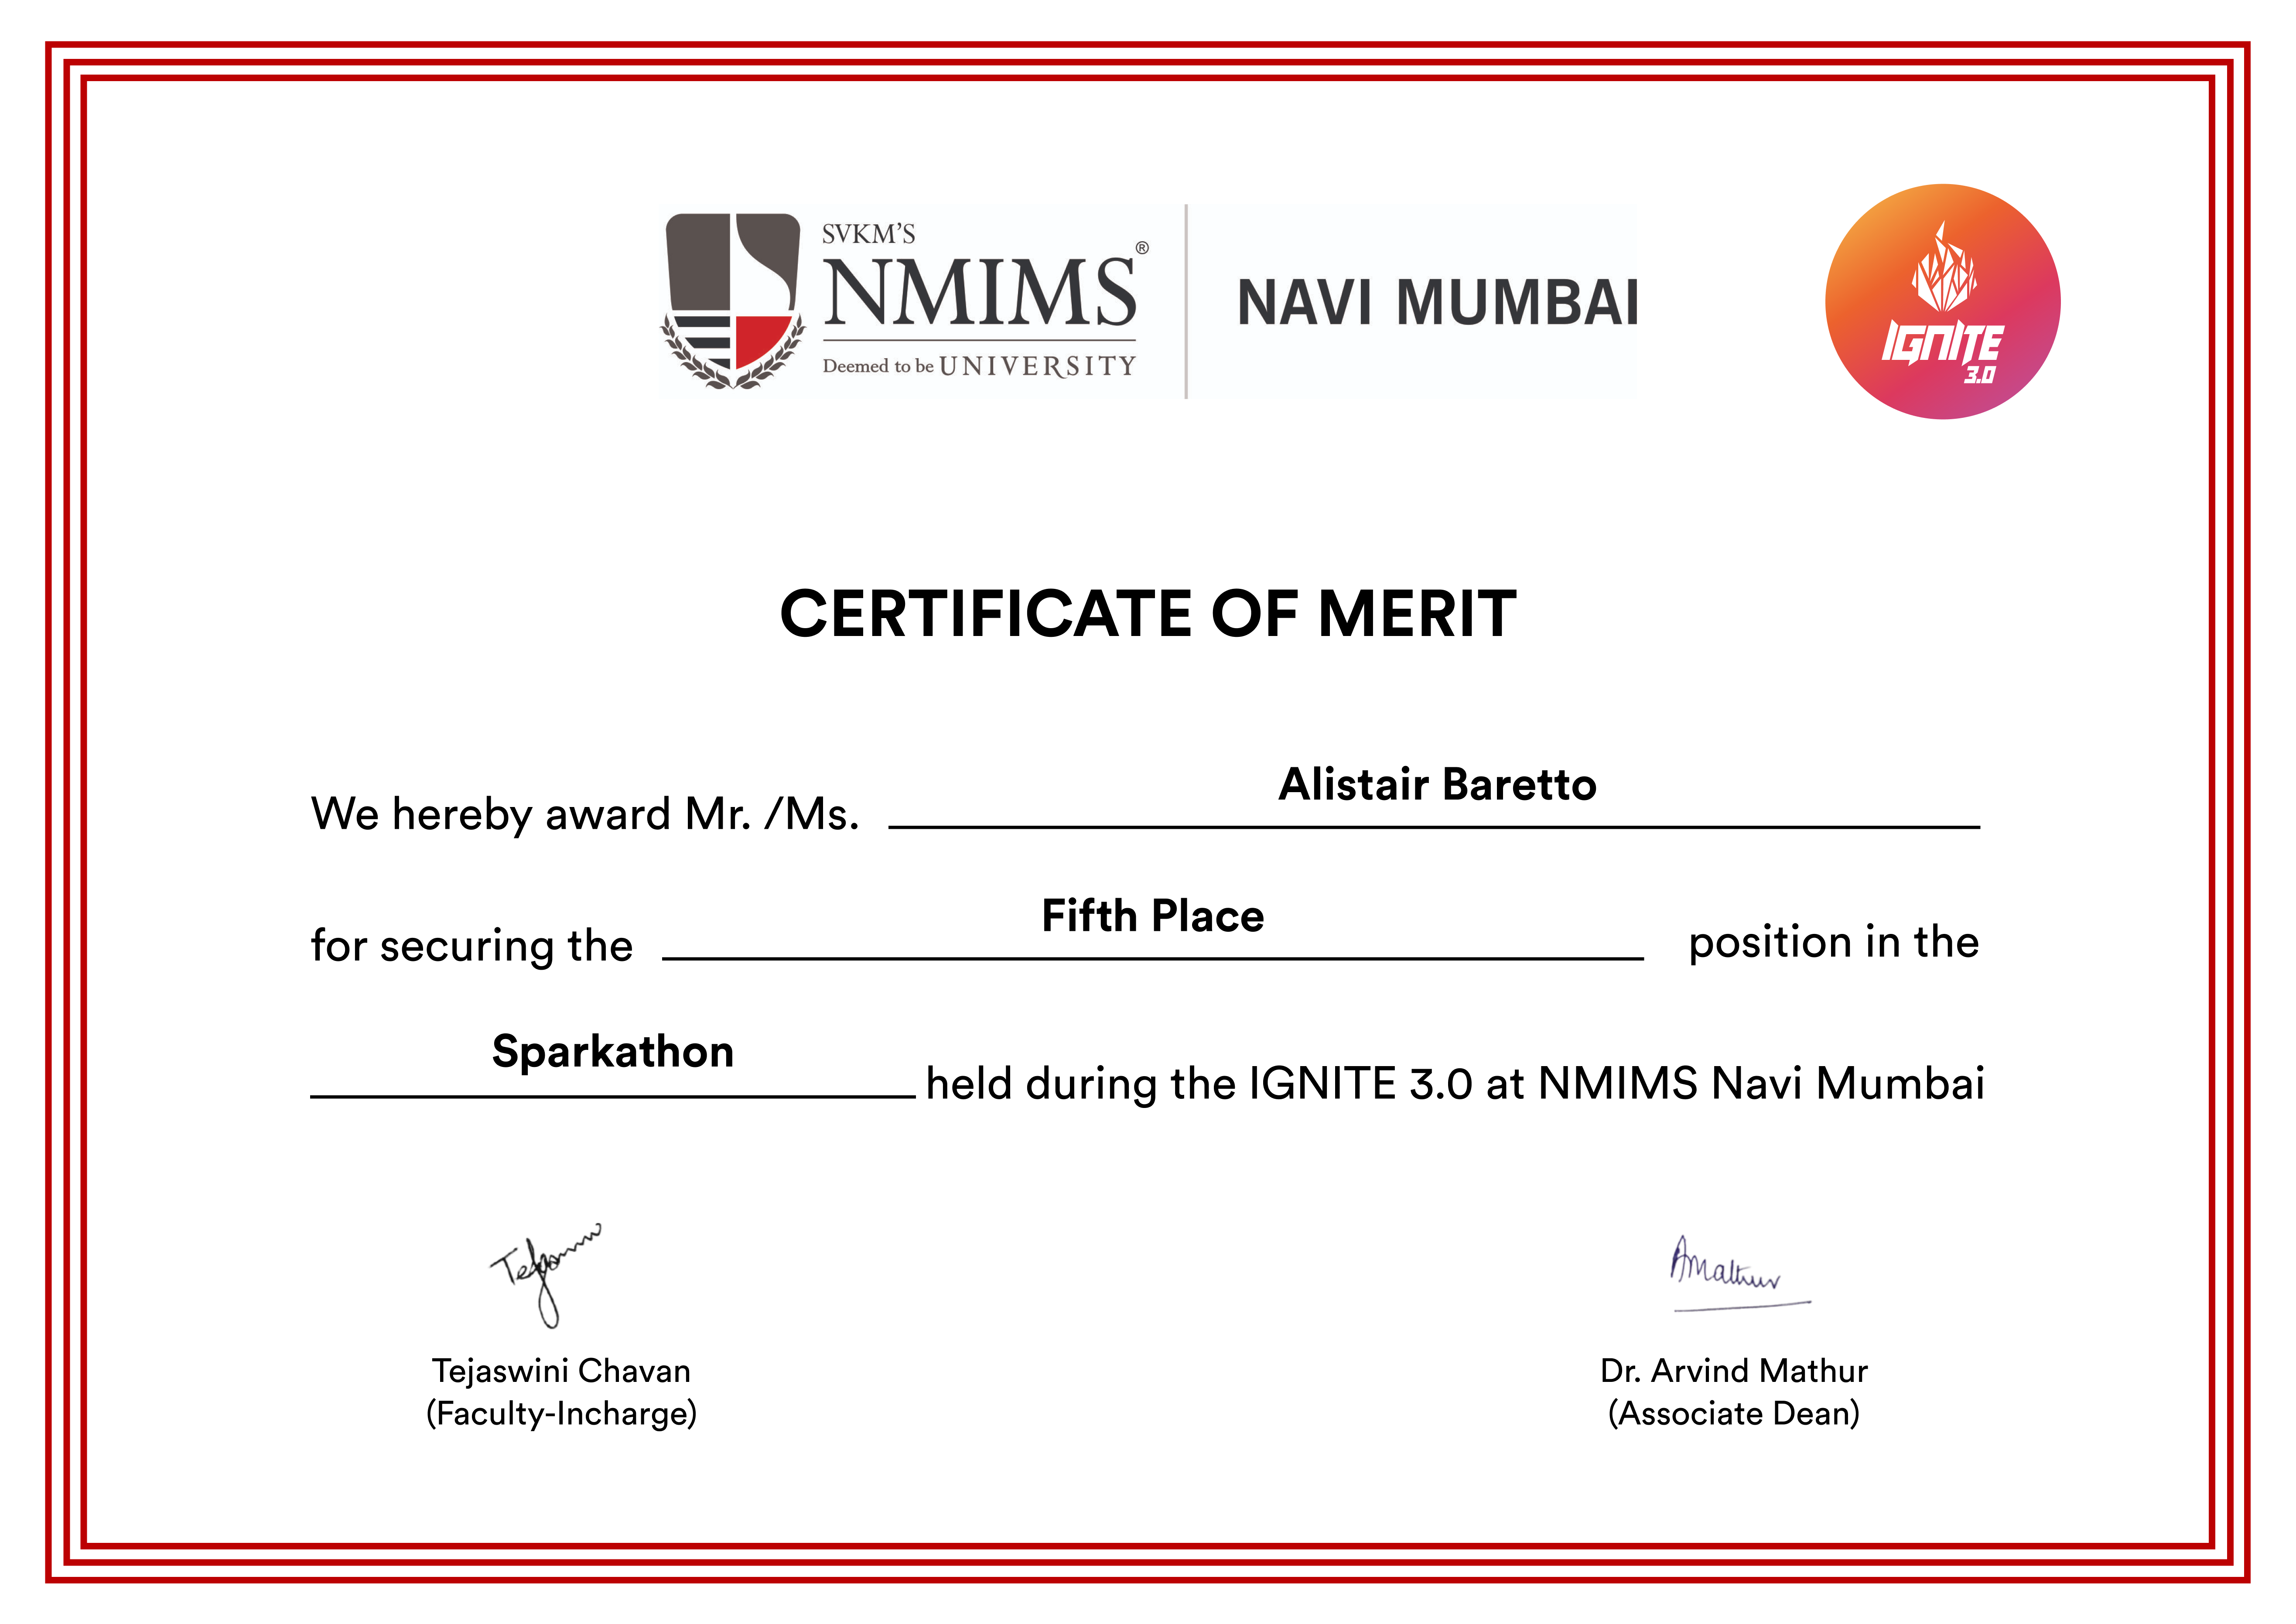 SVKM'S
NMIMS®
Deemed to be UNIVERSITY
NAVI MUMBAI
IGNITE
3.0
CERTIFICATE OF MERIT
We hereby award Mr. /Ms. Alistair Baretto
for securing the Fifth Place position in the
Sparkathon held during the IGNITE 3.0 at NMIMS Navi Mumbai
AMathur
Tejaswini Chavan
(Faculty-Incharge)
Dr. Arvind Mathur
(Associate Dean)